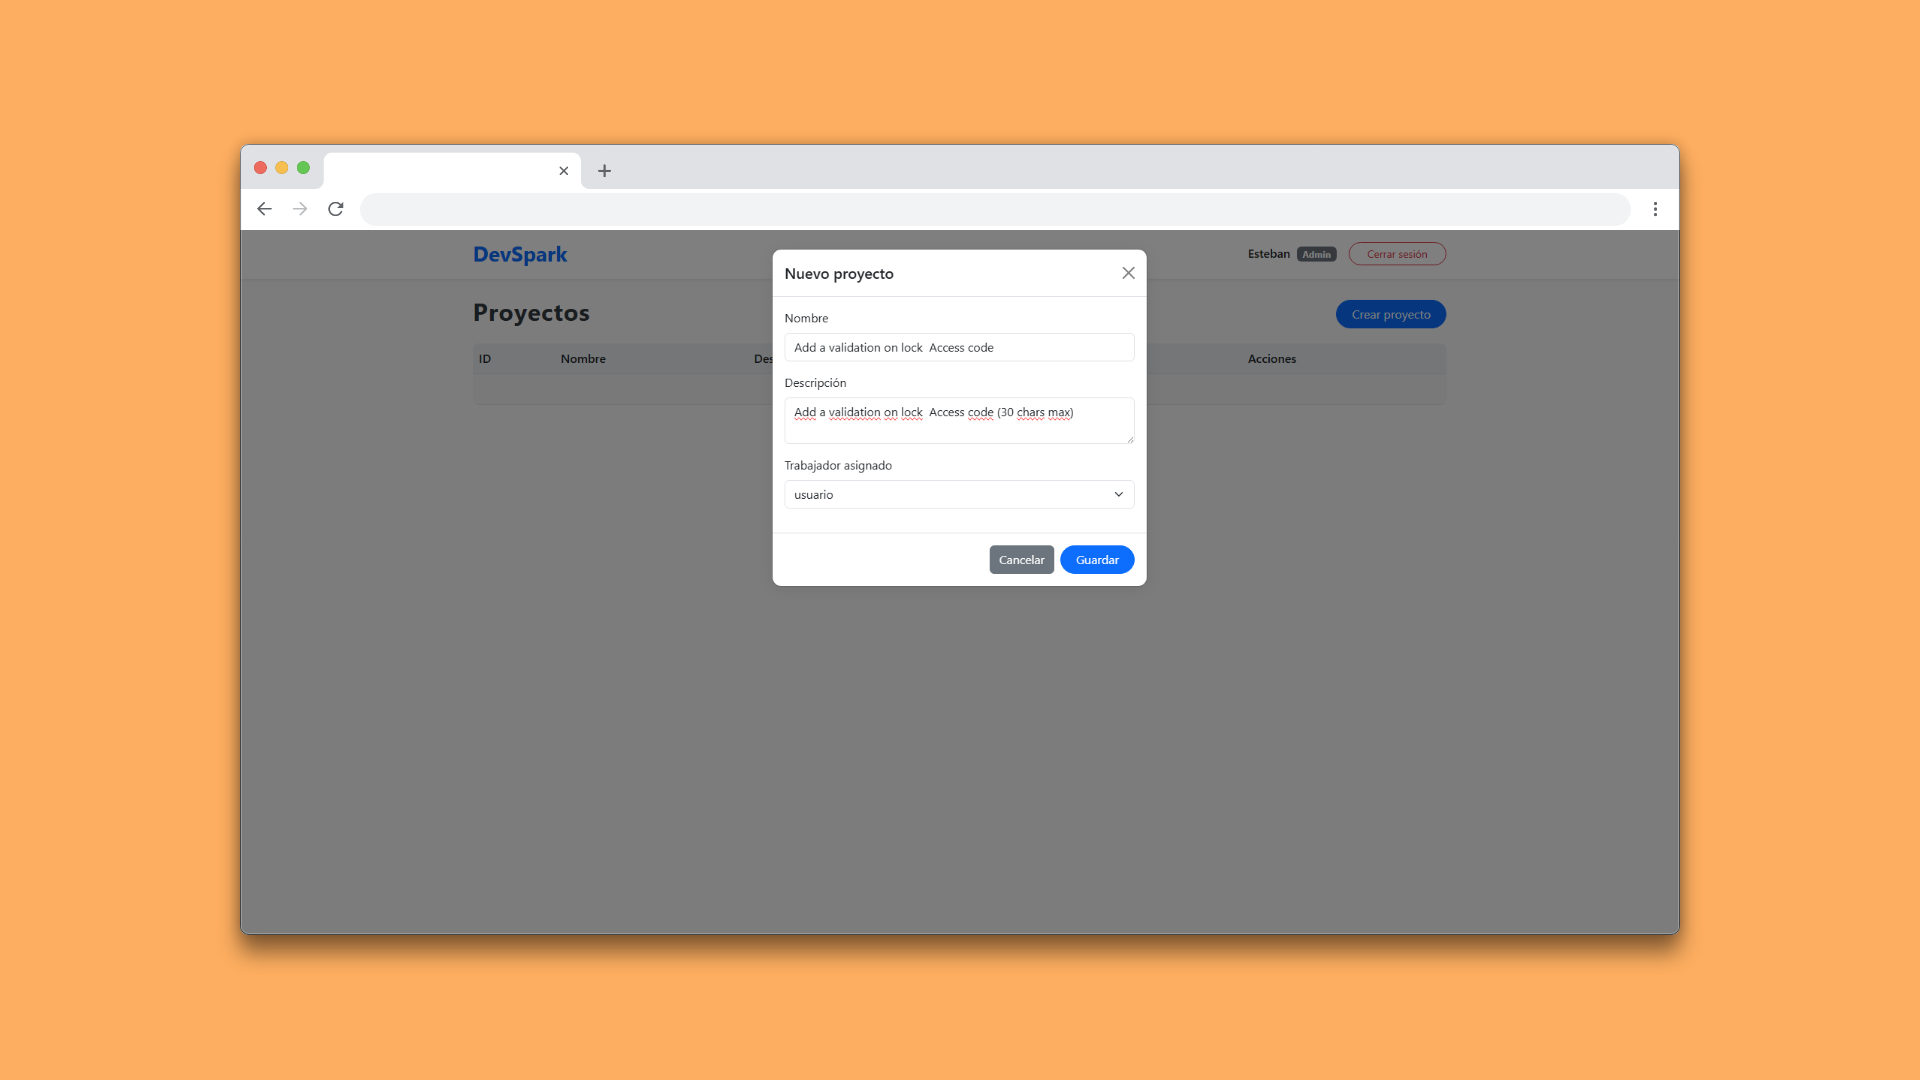 DevSpark
Esteban Admin Cerrar sesión
Proyectos
Crear proyecto
ID Nombre Des Acciones
Nuevo proyecto
Nombre
Add a validation on lock  Access code
Descripción
Add a validation on lock  Access code (30 chars max)
Trabajador asignado
usuario
Cancelar Guardar